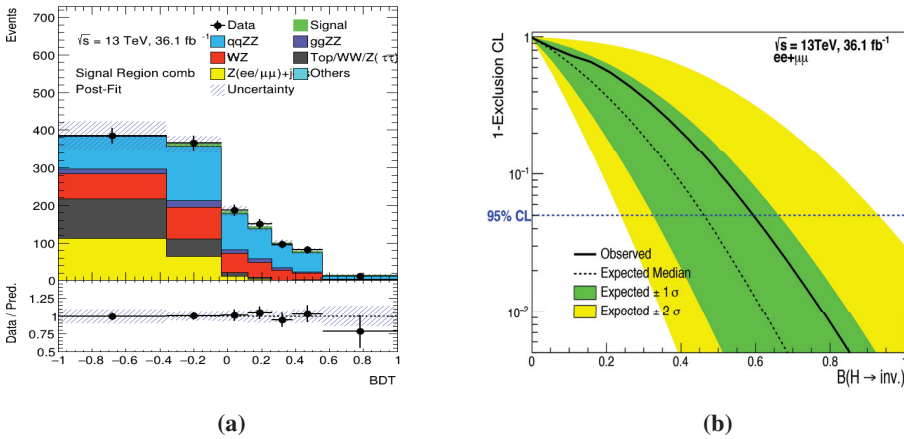 Events
700
600
500
400
300
200
100
0
√s = 13 TeV, 36.1 fb⁻¹
Signal Region comb
Post-Fit
Data
Signal
qqZZ
ggZZ
WZ
Top/WW/Z(ττ)
Z(ee/μμ)+j
Others
Uncertainty
Data / Pred.
1.25
1
0.75
0.5
−1 −0.8 −0.6 −0.4 −0.2 0 0.2 0.4 0.6 0.8 1
BDT
(a)
1-Exclusion CL
1
10⁻¹
95% CL
10⁻²
√s = 13TeV, 36.1 fb⁻¹
ee+μμ
Observed
Expected Median
Expected ± 1 σ
Expected ± 2 σ
0 0.2 0.4 0.6 0.8 1
B(H → inv.)
(b)